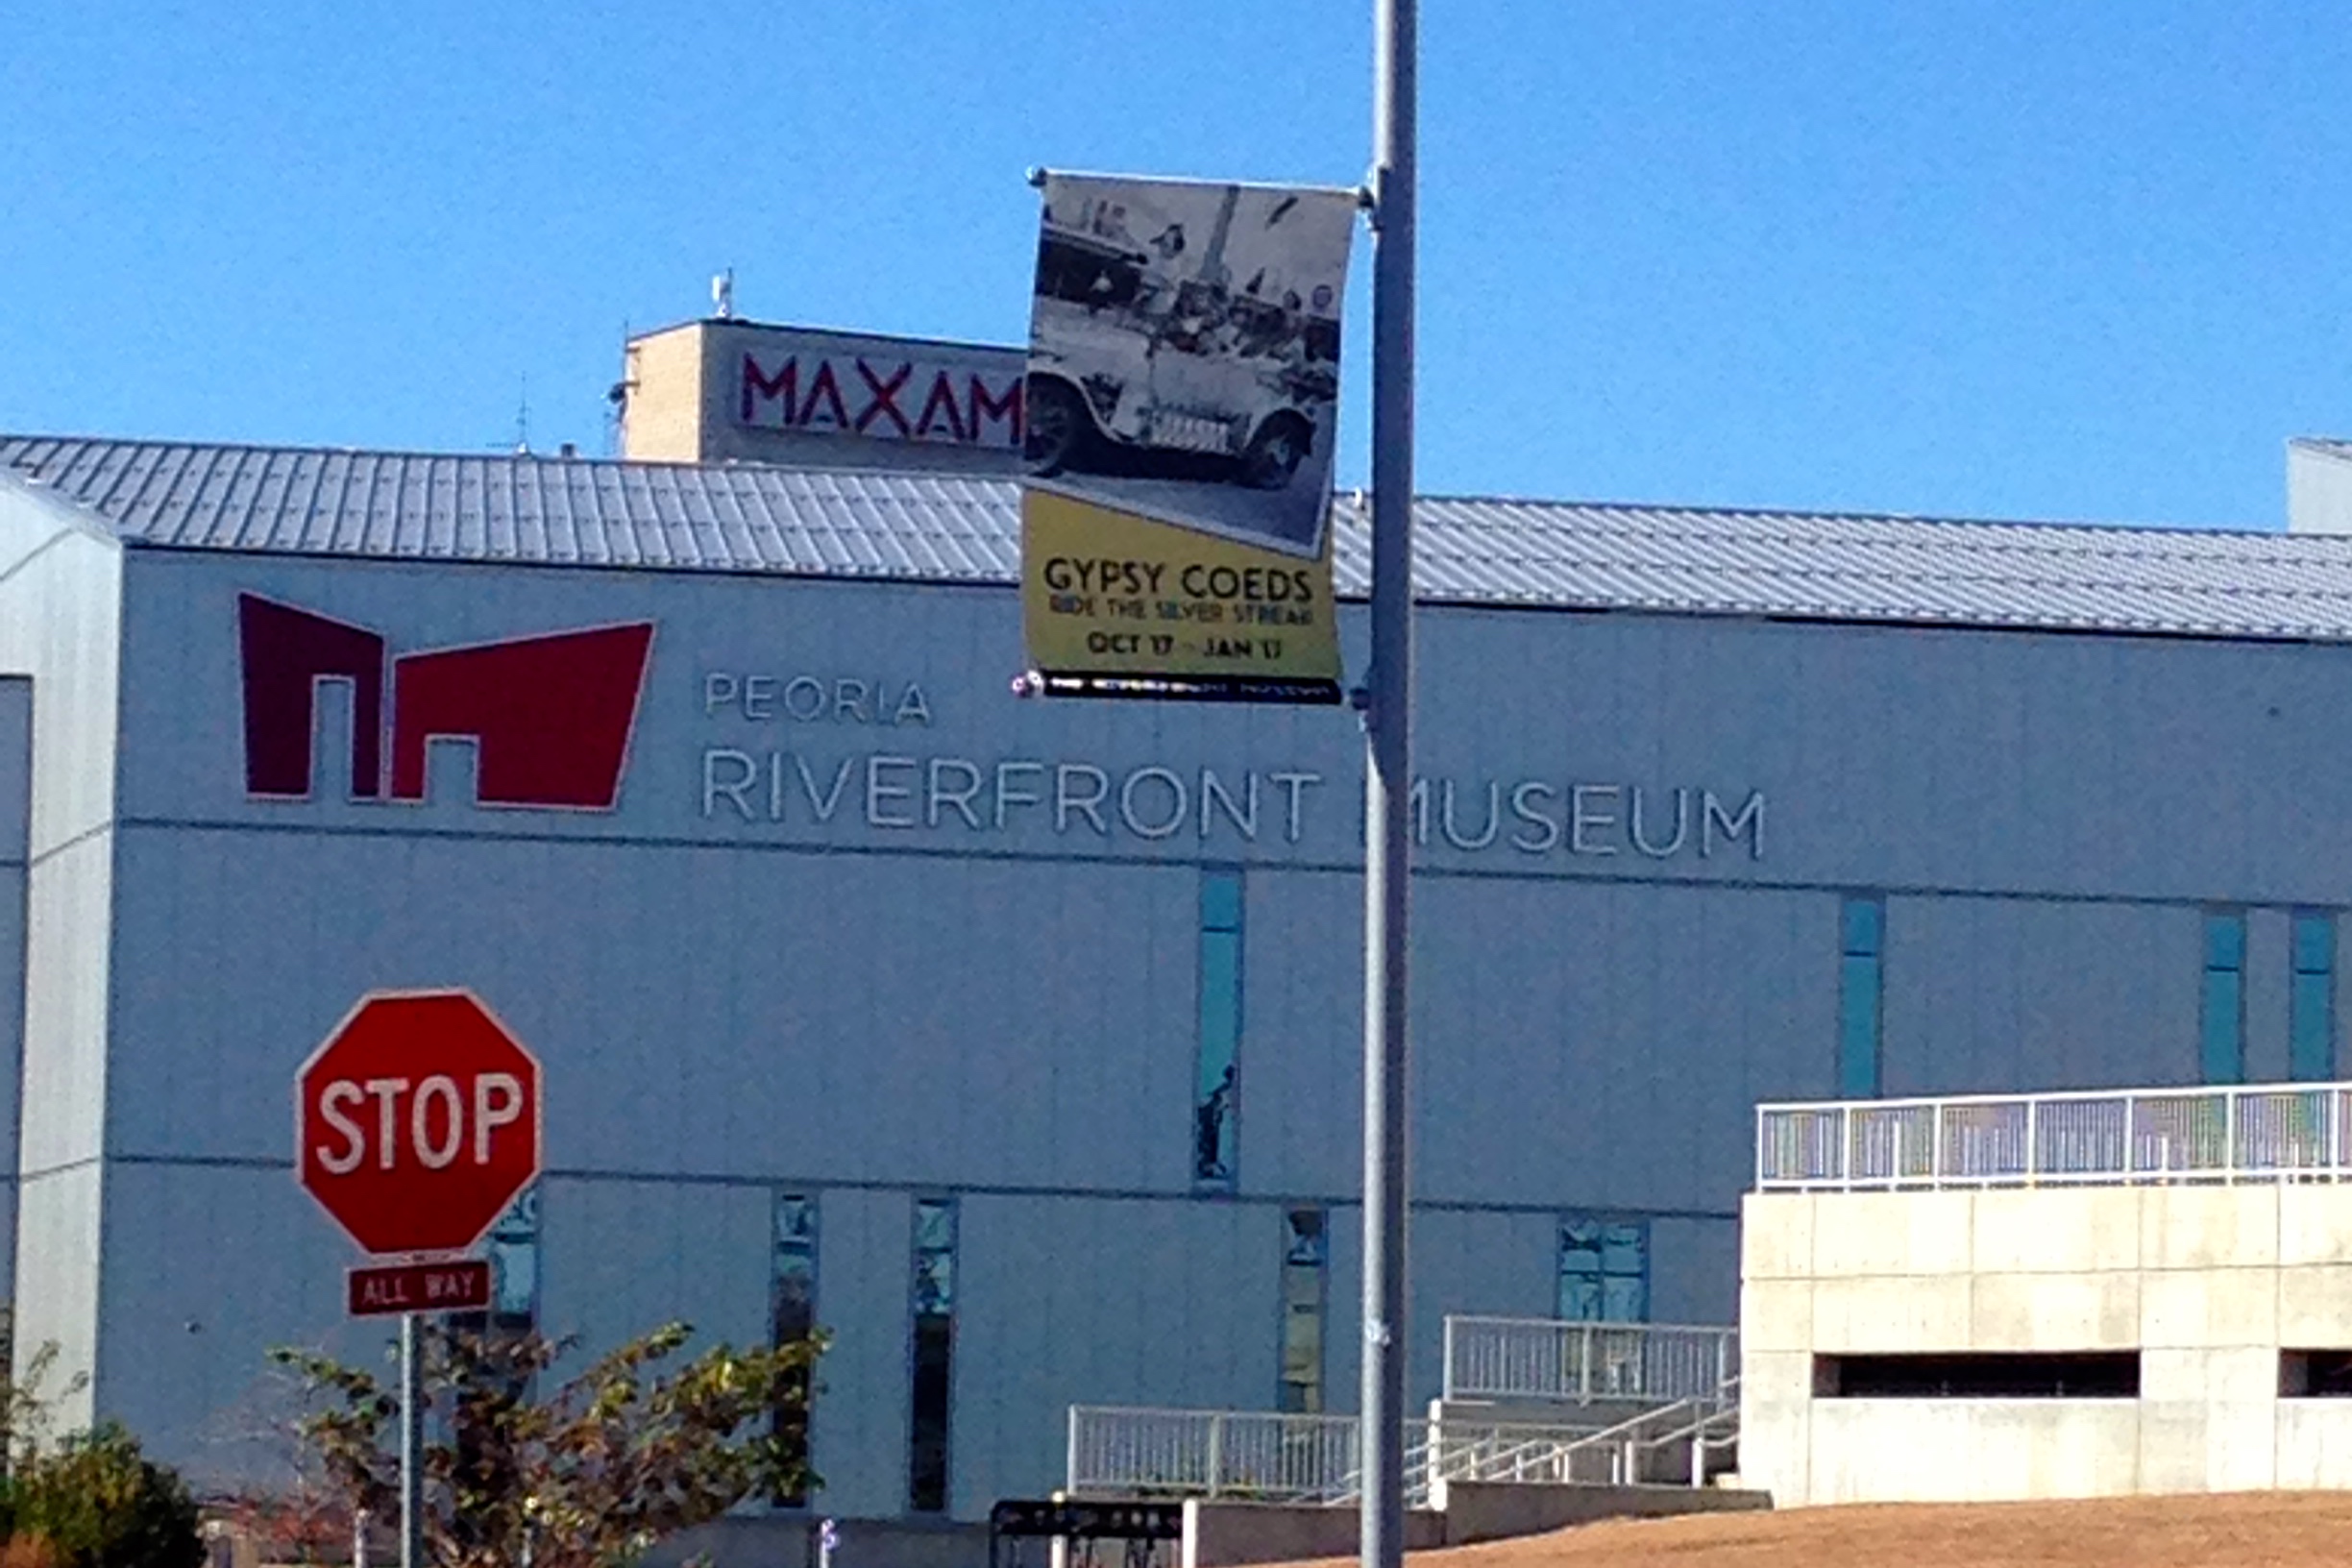 MAXAM
GYPSY COEDS
RIDE THE SILVER STREAK
OCT 17 - JAN 17
PEORIA
RIVERFRONT MUSEUM
STOP
ALL WAY